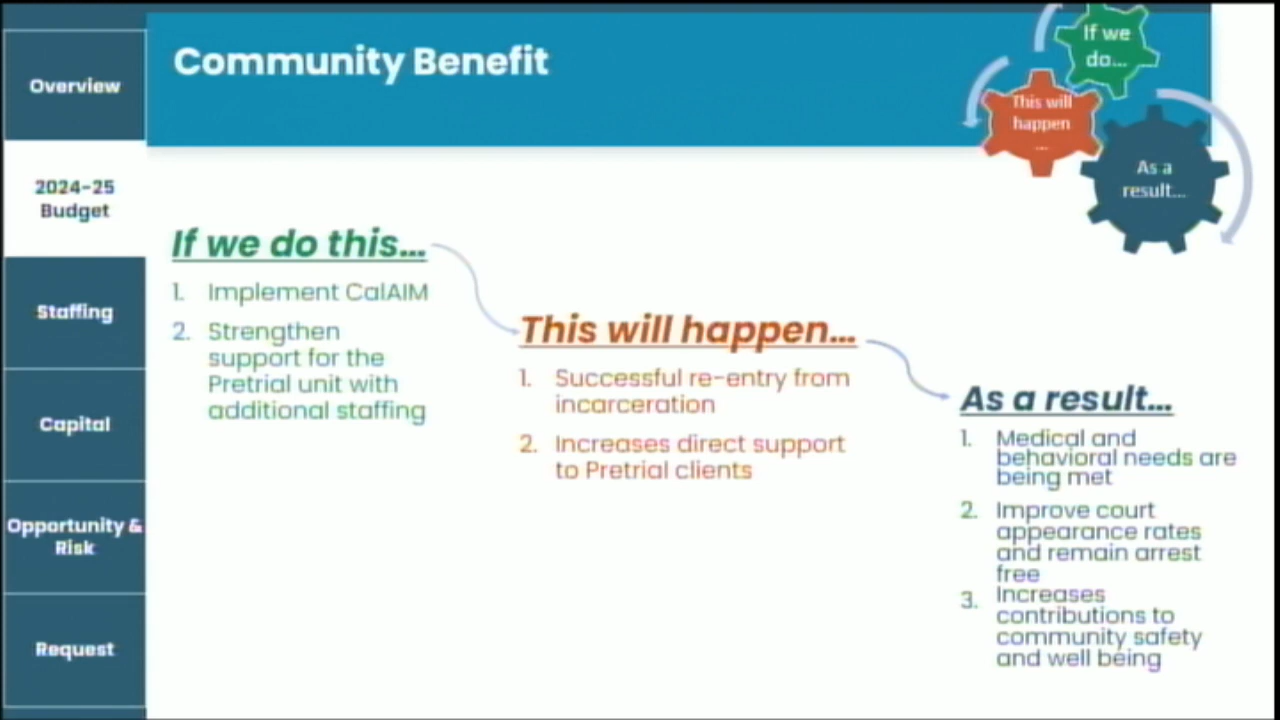 Community Benefit
If we
do...
This will
happen
...
As a
result...
Overview
2024-25
Budget
Staffing
Capital
Opportunity &
Risk
Request
If we do this...
1. Implement CalAIM
2. Strengthen
support for the
Pretrial unit with
additional staffing
This will happen...
1. Successful re-entry from
incarceration
2. Increases direct support
to Pretrial clients
As a result...
1. Medical and
behavioral needs are
being met
2. Improve court
appearance rates
and remain arrest
free
3. Increases
contributions to
community safety
and well being